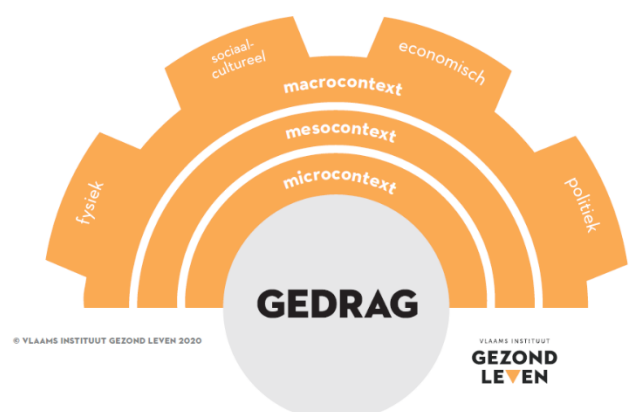 sociaal-
cultureel
economisch
macrocontext
mesocontext
microcontext
fysiek
politiek
GEDRAG
© VLAAMS INSTITUUT GEZOND LEVEN 2020
VLAAMS INSTITUUT
GEZOND
LEVEN